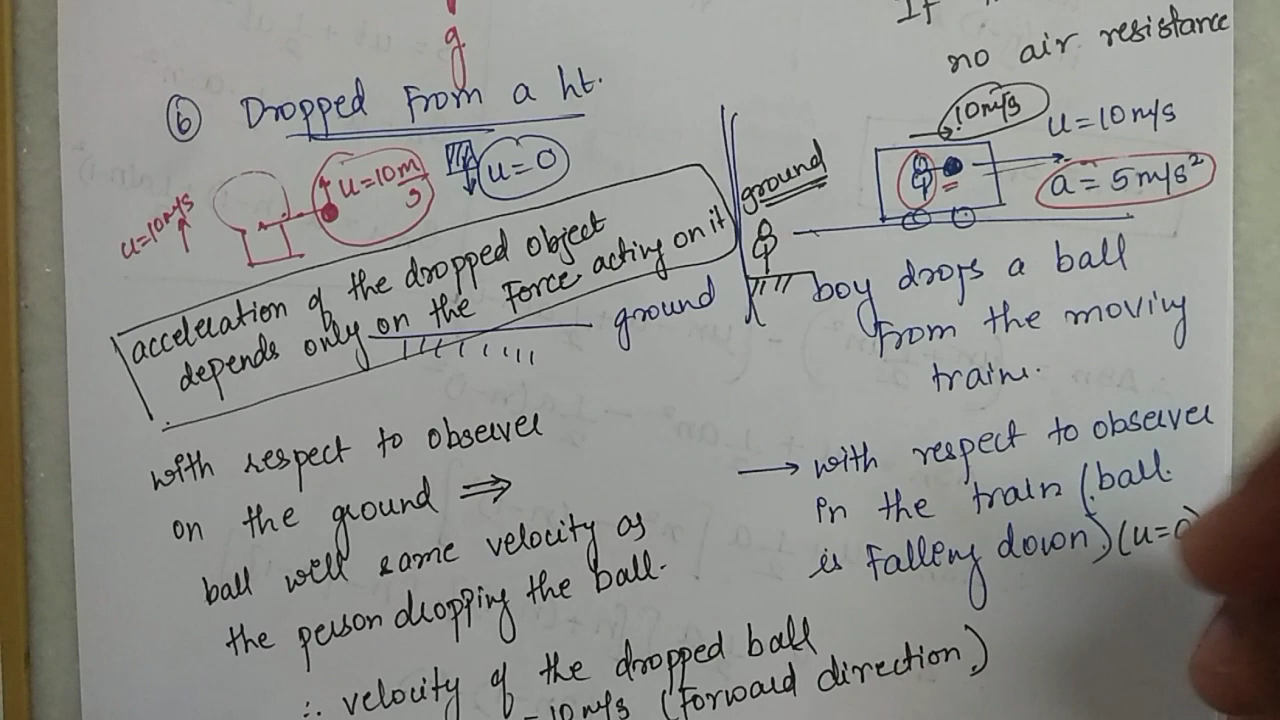 g
If
no air resistance
⑥ Dropped From a ht.
u=10m/s
u=10m/s
u=0
acceleration of the dropped object
depends only on the Force acting on it
ground
ground
10m/s
u=10m/s
a=5m/s²
boy drops a ball
From the moving
train.
with respect to observer
on the ground ⇒
ball will same velocity as
the person dropping the ball.
→ with respect to observer
in the train (ball
is Falling down) (u=0)
∴ velocity of the dropped ball
=10m/s (Forward direction)